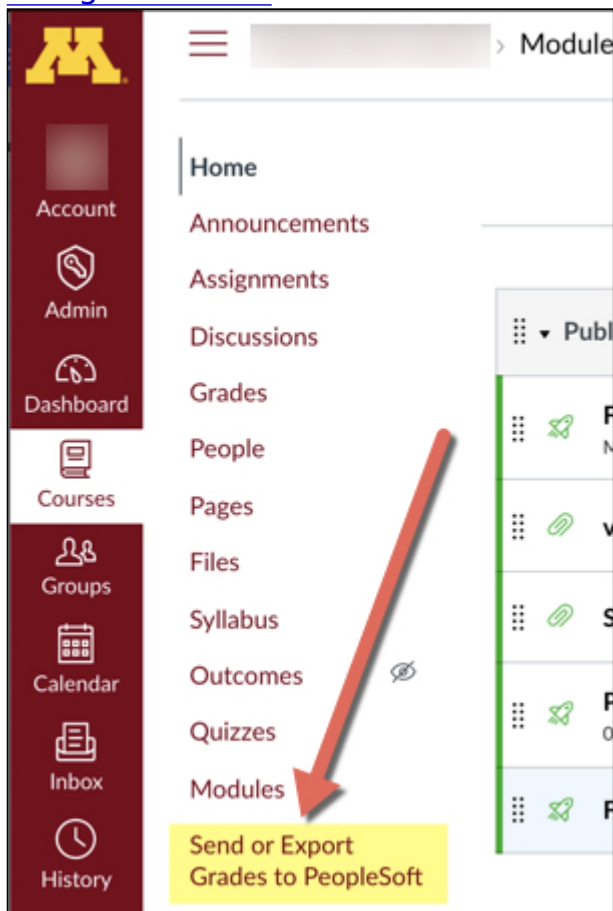 > Module
Account
Admin
Dashboard
Courses
Groups
Calendar
Inbox
History
Home
Announcements
Assignments
Discussions
Grades
People
Pages
Files
Syllabus
Outcomes
Quizzes
Modules
Send or Export
Grades to PeopleSoft
Publ
F
M
v
S
P
0
F